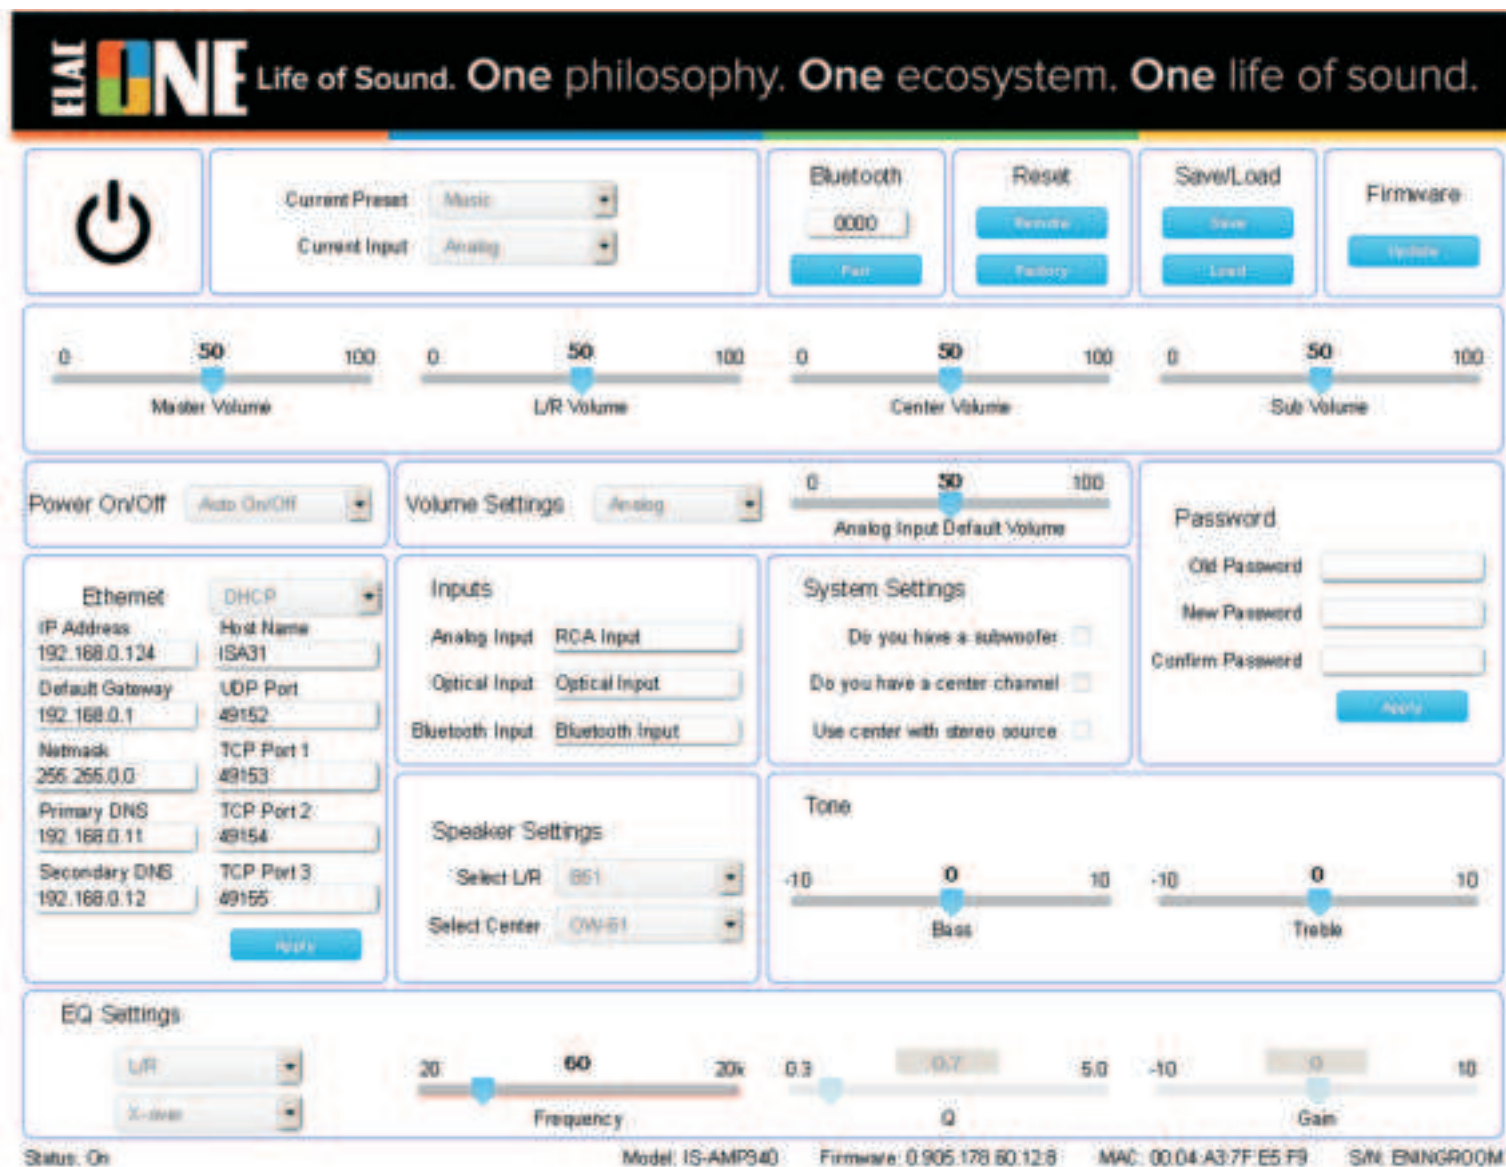 ELAC ONE Life of Sound. One philosophy. One ecosystem. One life of sound.
Current Preset Music
Current Input Analog
Bluetooth
0000
Pair
Reset
Remote
Factory
Save/Load
Save
Load
Firmware
Update
0 50 100
Master Volume
0 50 100
L/R Volume
0 50 100
Center Volume
0 50 100
Sub Volume
Power On/Off Auto On/Off
Volume Settings Analog
0 50 100
Analog Input Default Volume
Password
Old Password
New Password
Confirm Password
Apply
Ethernet DHCP
IP Address Host Name
192.168.0.124 ISA31
Default Gateway UDP Port
192.168.0.1 49152
Netmask TCP Port 1
255.255.0.0 49153
Primary DNS TCP Port 2
192.168.0.11 49154
Secondary DNS TCP Port 3
192.168.0.12 49155
Apply
Inputs
Analog Input RCA Input
Optical Input Optical Input
Bluetooth Input Bluetooth Input
System Settings
Do you have a subwoofer
Do you have a center channel
Use center with stereo source
Speaker Settings
Select L/R
Select Center
Tone
-10 0 10
Bass
-10 0 10
Treble
EQ Settings
L/R
X-over
20 60 20k
Frequency
0.3 0.7 5.0
Q
-10 0 10
Gain
Status: On
Model: IS-AMP340
Firmware: 0.905.178.60.12.8
MAC: 00:04:A3:7F:E5:F9
S/N: